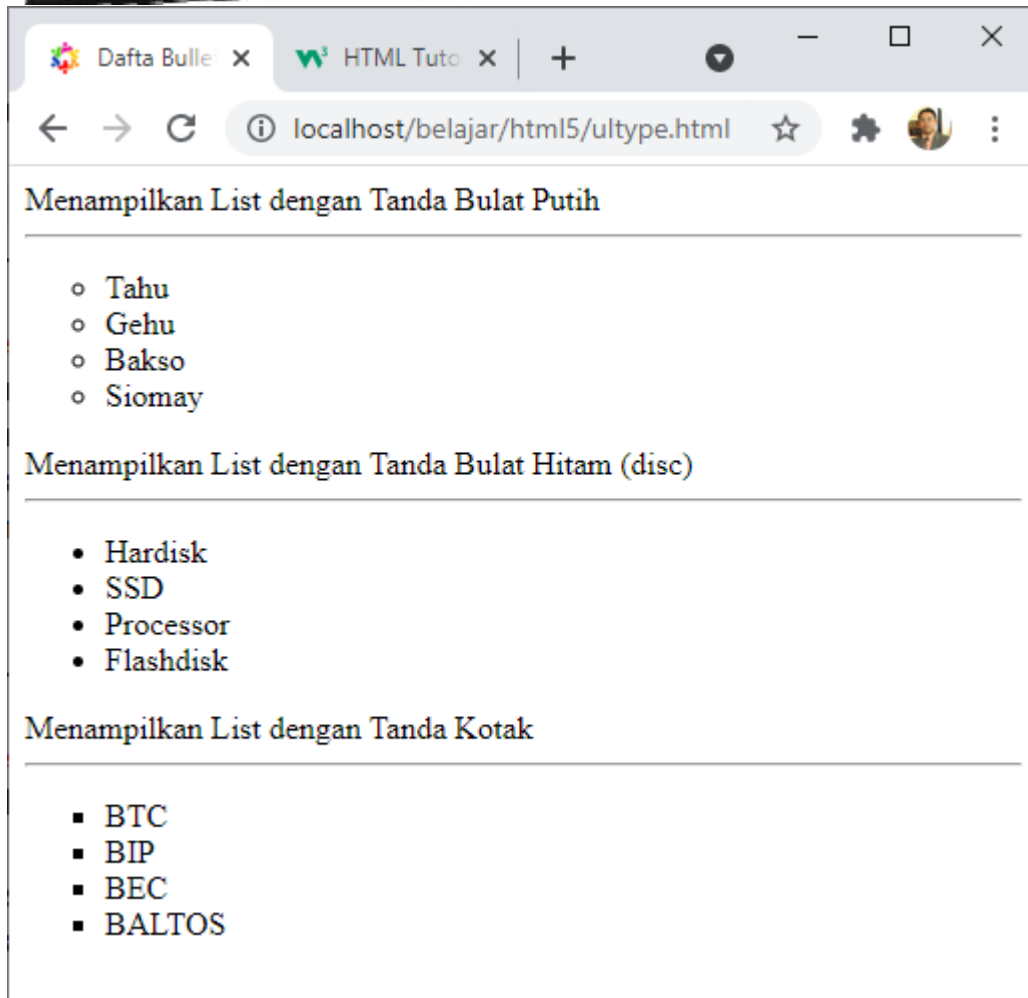 Dafta Bulle
HTML Tuto
localhost/belajar/html5/ultype.html
Menampilkan List dengan Tanda Bulat Putih
Tahu
Gehu
Bakso
Siomay
Menampilkan List dengan Tanda Bulat Hitam (disc)
Hardisk
SSD
Processor
Flashdisk
Menampilkan List dengan Tanda Kotak
BTC
BIP
BEC
BALTOS